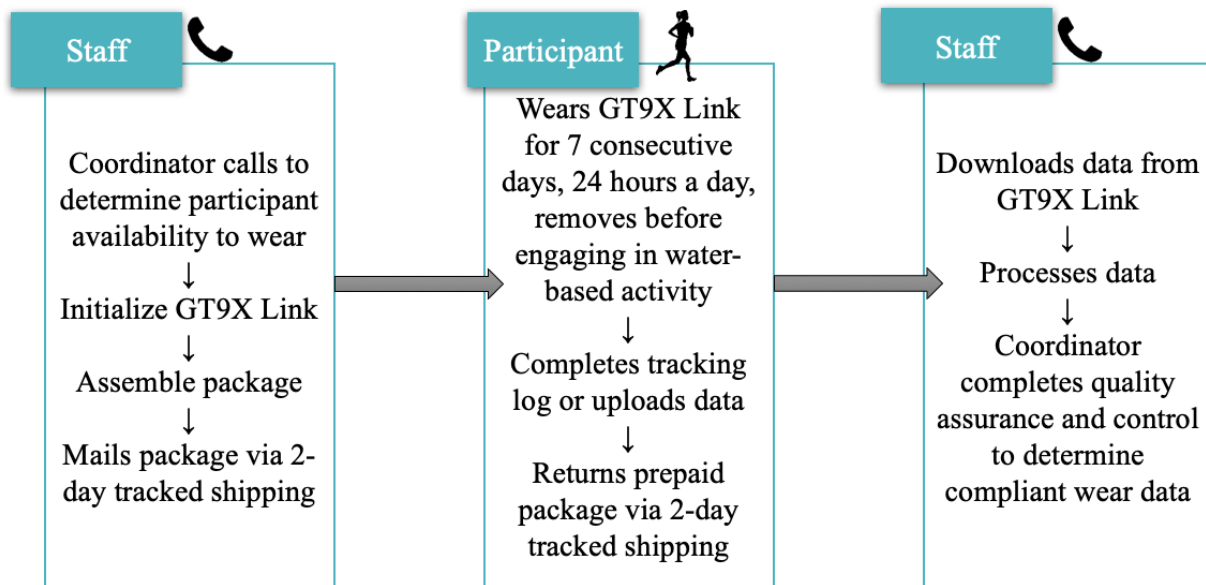 Staff
Coordinator calls to
determine participant
availability to wear
↓
Initialize GT9X Link
↓
Assemble package
↓
Mails package via 2-
day tracked shipping
Participant
Wears GT9X Link
for 7 consecutive
days, 24 hours a day,
removes before
engaging in water-
based activity
↓
Completes tracking
log or uploads data
↓
Returns prepaid
package via 2-day
tracked shipping
Staff
Downloads data from
GT9X Link
↓
Processes data
↓
Coordinator
completes quality
assurance and control
to determine
compliant wear data